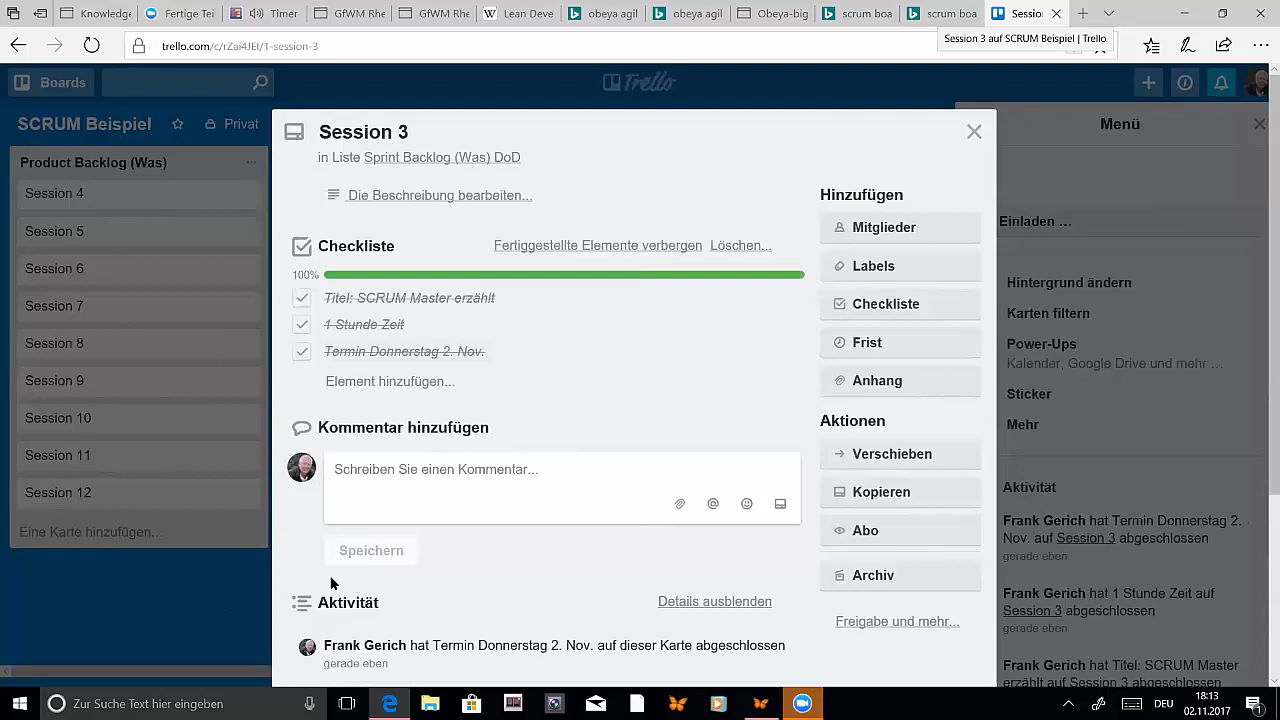 Knowledge
Fertige Teil
Timer
GfWM Rhe
GfWM Rhe
Lean Deve
obeya agil
obeya agil
Obeya-big
scrum boa
scrum boa
Sessio
trello.com/c/rZai4JEI/1-session-3
Session 3 auf SCRUM Beispiel | Trello
Boards
Trello
SCRUM Beispiel
Privat
Product Backlog (Was)
Session 4
Session 5
Session 6
Session 7
Session 8
Session 9
Session 10
Session 11
Session 12
Eine Karte hinzufügen...
Session 3
in Liste Sprint Backlog (Was) DoD
Die Beschreibung bearbeiten...
Checkliste
Fertiggestellte Elemente verbergen Löschen...
100%
Titel: SCRUM Master erzählt
1 Stunde Zeit
Termin Donnerstag 2. Nov.
Element hinzufügen...
Kommentar hinzufügen
Schreiben Sie einen Kommentar...
Speichern
Aktivität
Details ausblenden
Frank Gerich hat Termin Donnerstag 2. Nov. auf dieser Karte abgeschlossen
gerade eben
Hinzufügen
Mitglieder
Labels
Checkliste
Frist
Anhang
Aktionen
Verschieben
Kopieren
Abo
Archiv
Freigabe und mehr...
Menü
Einladen ...
Hintergrund ändern
Karten filtern
Power-Ups
Kalender, Google Drive und mehr ...
Sticker
Mehr
Aktivität
Frank Gerich hat Termin Donnerstag 2.
Nov. auf Session 3 abgeschlossen
gerade eben
Frank Gerich hat 1 Stunde Zeit auf
Session 3 abgeschlossen
gerade eben
Frank Gerich hat Titel: SCRUM Master
erzählt auf Session 3 abgeschlossen
Zur Suche Text hier eingeben
DEU
18:13
02.11.2017